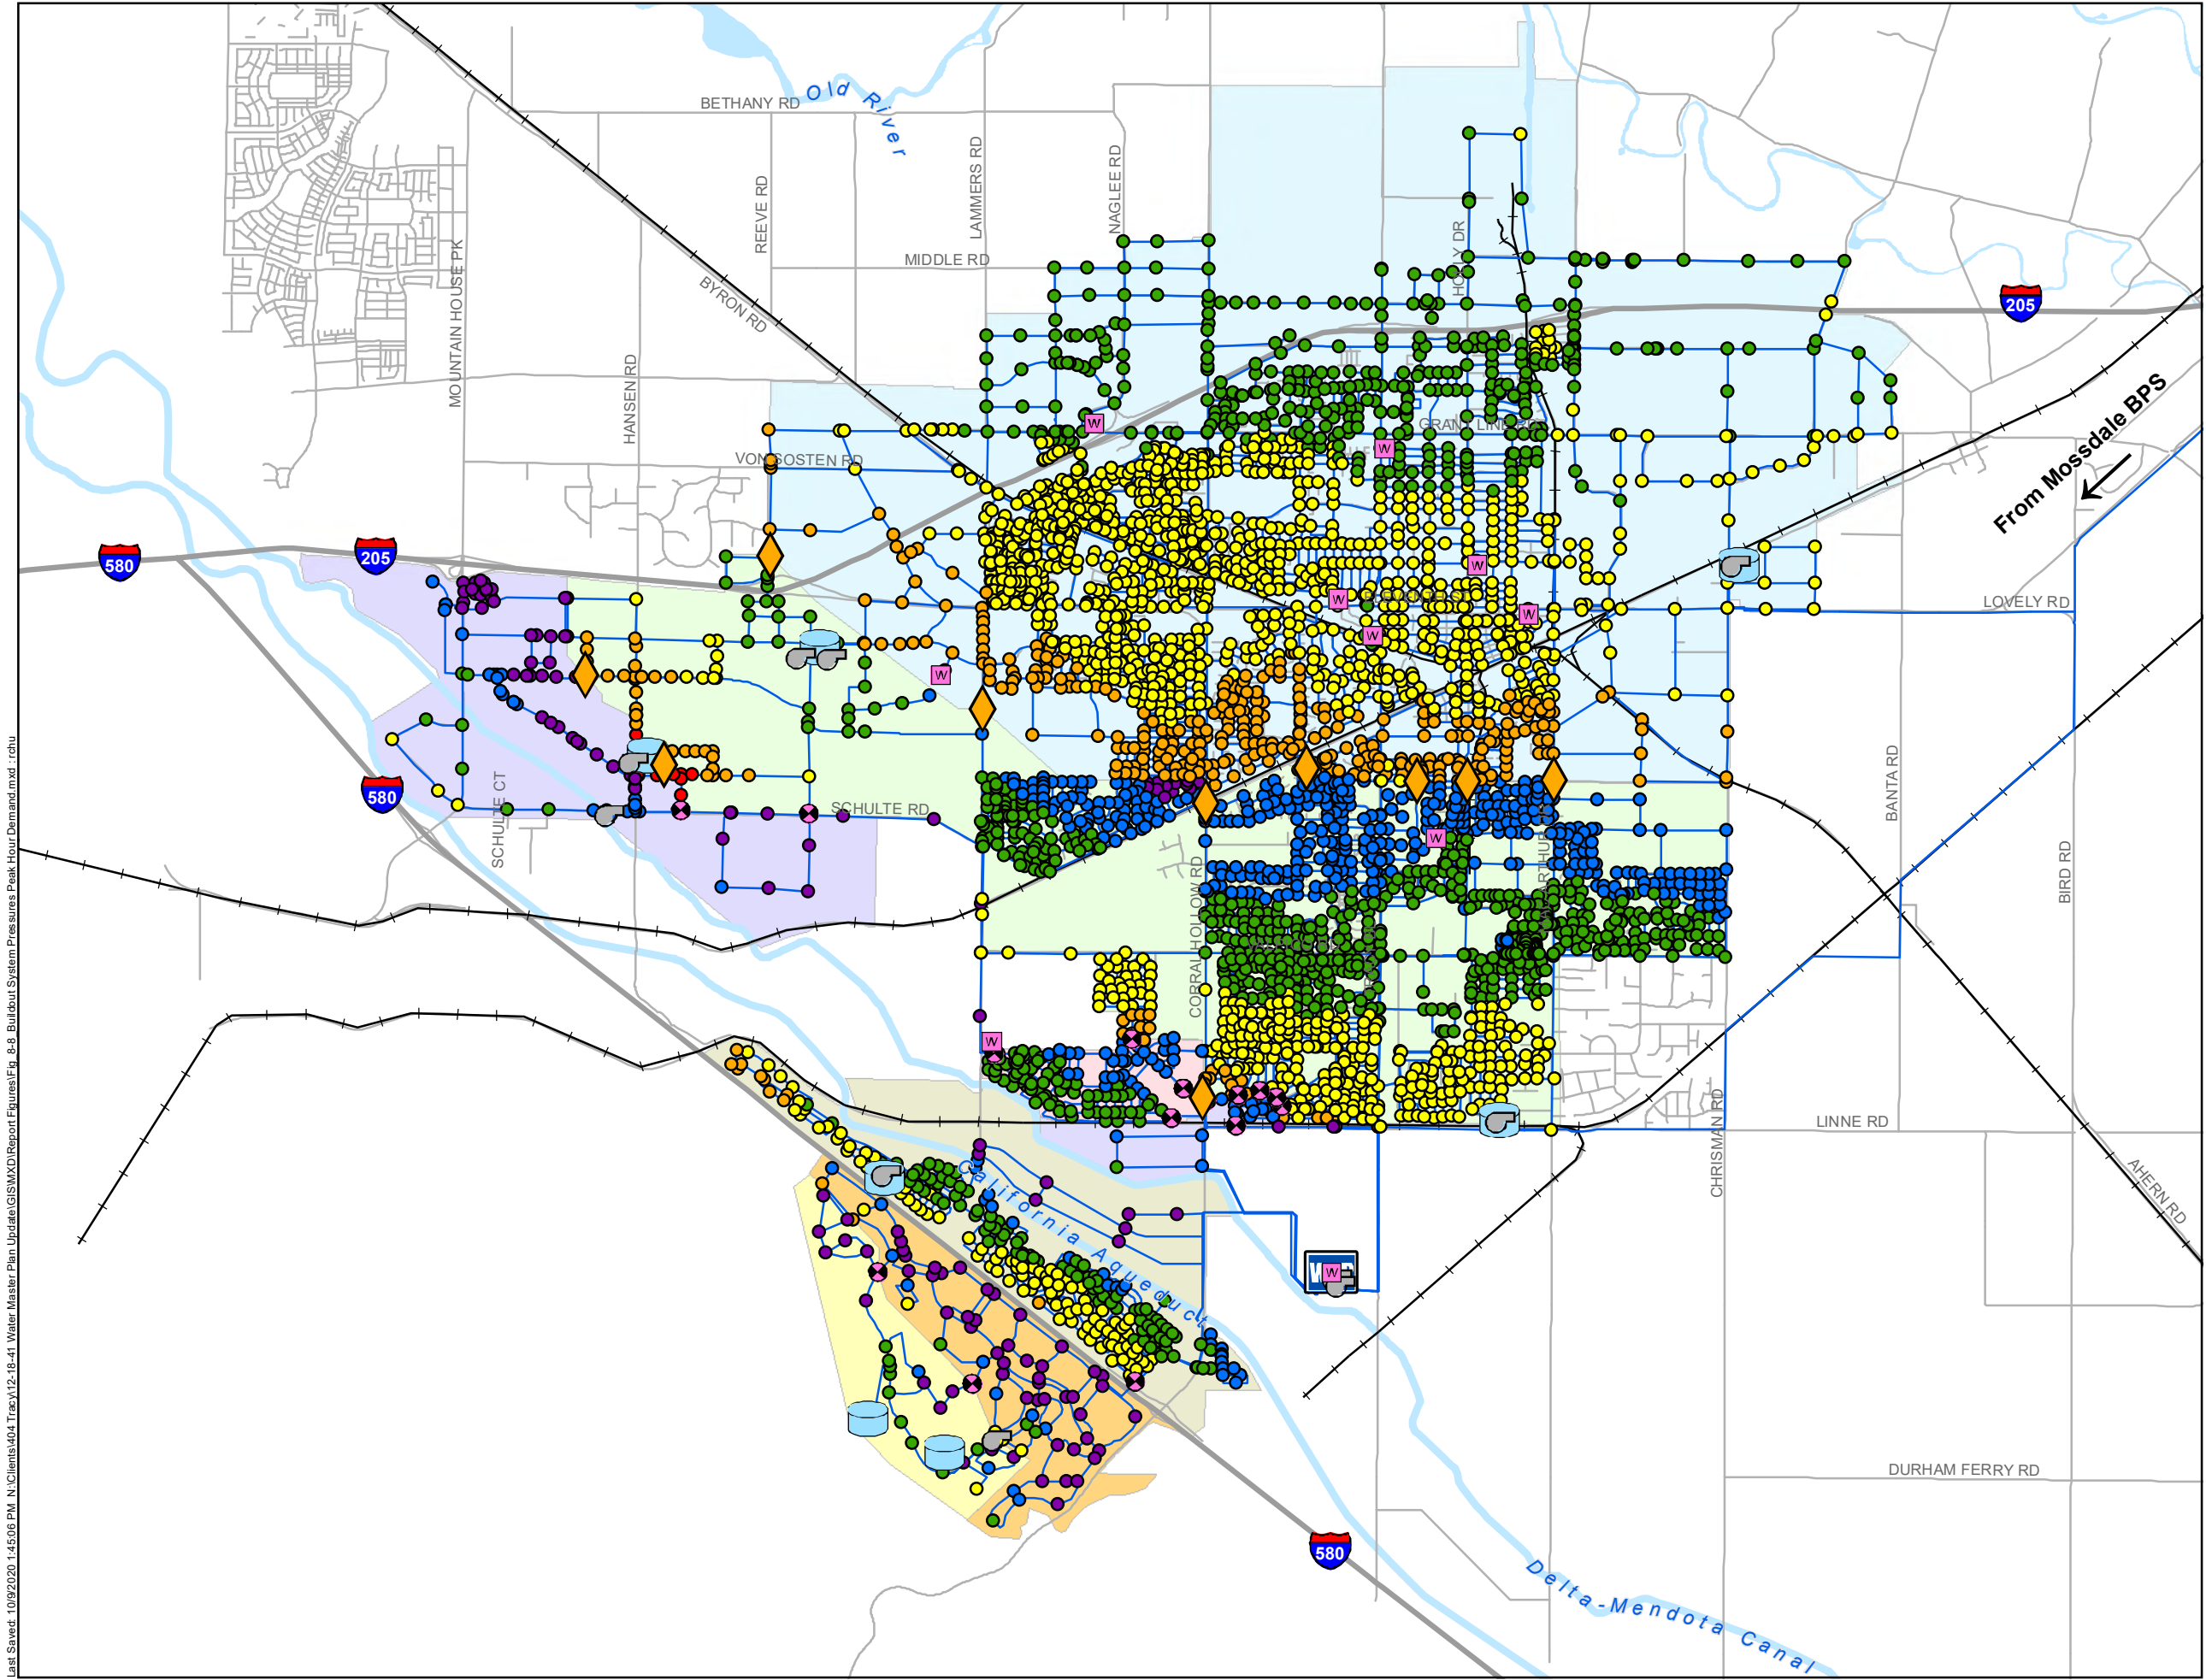 Old River
BETHANY RD
LAMMERS RD
NAGLEE RD
REEVE RD
HOLLY DR
MOUNTAIN HOUSE PK
MIDDLE RD
BYRON RD
205
HANSEN RD
From Mossdale BPS
W
GRANT LINE RD
W
VON SOSTEN RD
205
580
W
W
ELEVENTH ST
W
LOVELY RD
W
W
580
SCHULTE CT
SCHULTE RD
W
BANTA RD
BIRD RD
CORRAL HOLLOW RD
W
LINNE RD
CHRISMAN RD
AHERN RD
California Aqueduct
W
DURHAM FERRY RD
580
Delta-Mendota Canal
Last Saved: 10/9/2020 1:45:06 PM N:\Clients\404 Tracy\12-18-41 Water Master Plan Update\GIS\MXD\Report Figures\Fig_8-8_Buildout System Pressures Peak Hour Demand.mxd : rchu